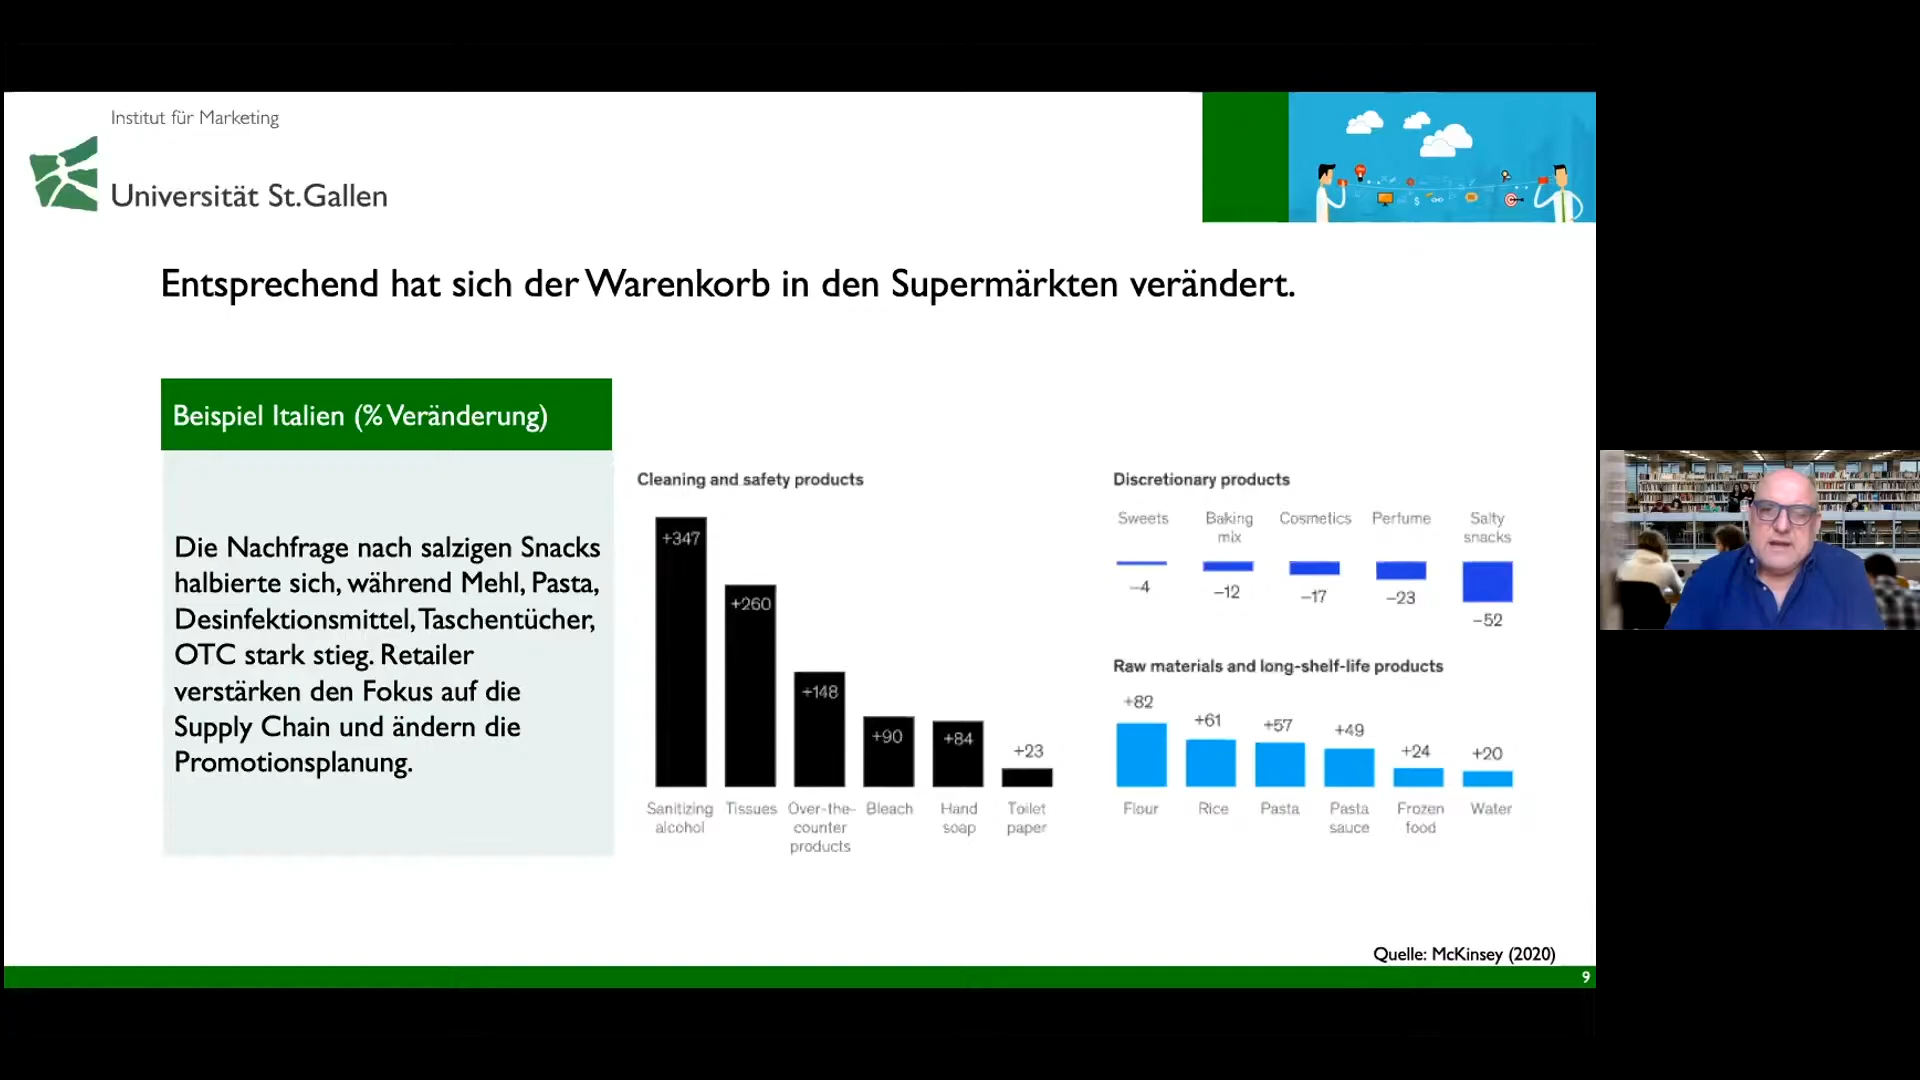 Institut für Marketing
Universität St.Gallen
Entsprechend hat sich der Warenkorb in den Supermärkten verändert.
Beispiel Italien (% Veränderung)
Die Nachfrage nach salzigen Snacks
halbierte sich, während Mehl, Pasta,
Desinfektionsmittel, Taschentücher,
OTC stark stieg. Retailer
verstärken den Fokus auf die
Supply Chain und ändern die
Promotionsplanung.
Cleaning and safety products
+347
+260
+148
+90
+84
+23
Sanitizing
alcohol
Tissues
Over-the-
counter
products
Bleach
Hand
soap
Toilet
paper
Discretionary products
Sweets
Baking
mix
Cosmetics
Perfume
Salty
snacks
–4
–12
–17
–23
–52
Raw materials and long-shelf-life products
+82
+61
+57
+49
+24
+20
Flour
Rice
Pasta
Pasta
sauce
Frozen
food
Water
Quelle: McKinsey (2020)
9